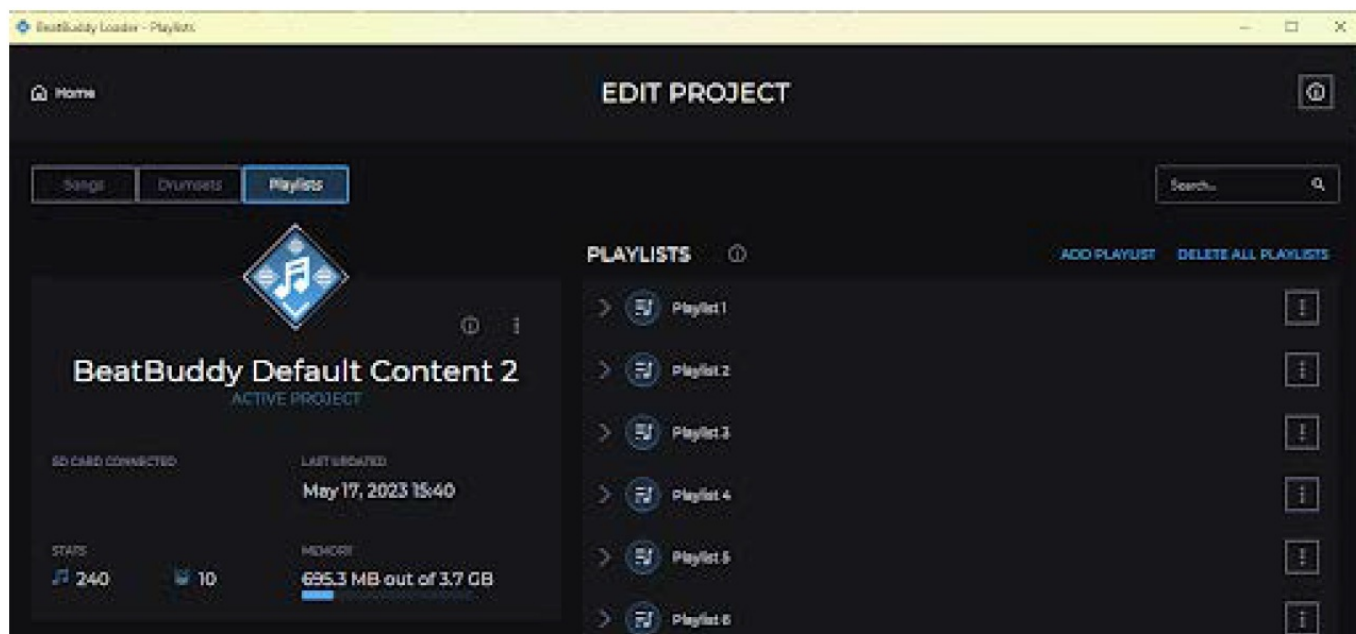 BeatBuddy Loader - Playlists
Home
EDIT PROJECT
Songs
Drumsets
Playlists
Search...
PLAYLISTS
ADD PLAYLIST
DELETE ALL PLAYLISTS
BeatBuddy Default Content 2
ACTIVE PROJECT
SD CARD CONNECTED
LAST UPDATED
May 17, 2023 15:40
STATS
240
10
MEMORY
695.3 MB out of 3.7 GB
Playlist 1
Playlist 2
Playlist 3
Playlist 4
Playlist 5
Playlist 6